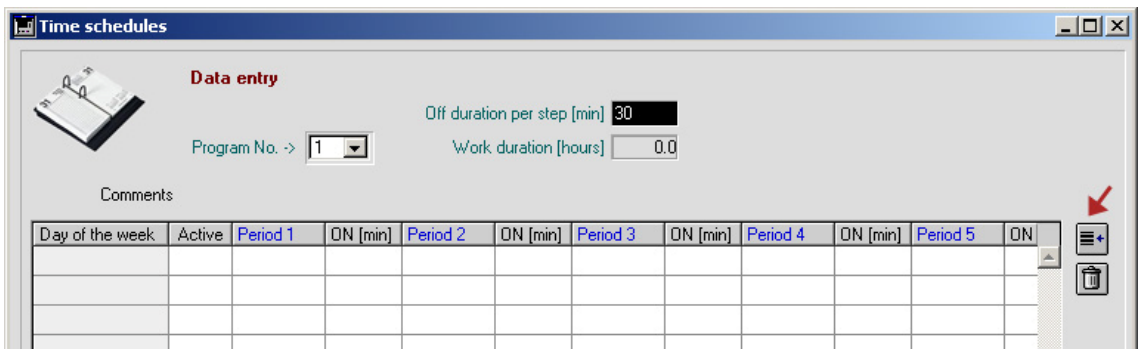 Time schedules
Data entry
Off duration per step [min] 30
Program No. -> 1 Work duration [hours] 0.0
Comments
Day of the week Active Period 1 ON [min] Period 2 ON [min] Period 3 ON [min] Period 4 ON [min] Period 5 ON